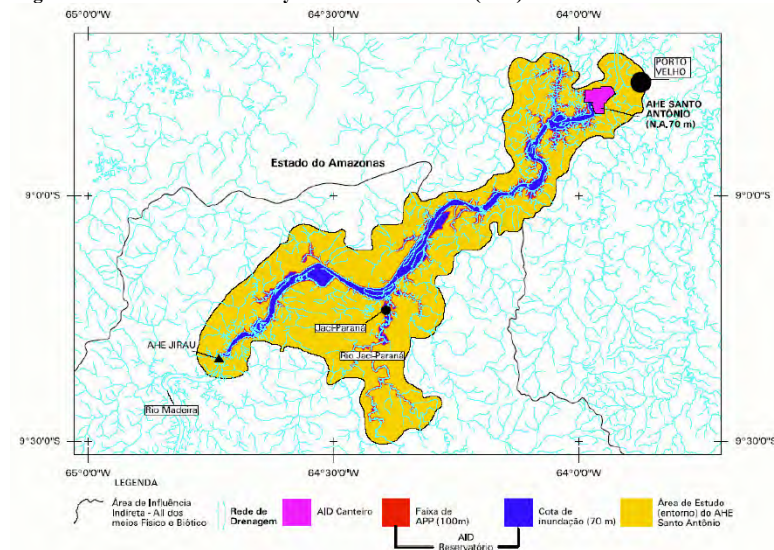 65°0'0"W
64°30'0"W
64°0'0"W
PORTO
VELHO
AHE SANTO
ANTÔNIO
(N.A.70 m)
Estado do Amazonas
9°0'0"S
9°0'0"S
Jaci-Paraná
AHE JIRAU
Rio Jaci-Paraná
Rio Madeira
9°30'0"S
9°30'0"S
65°0'0"W
64°30'0"W
64°0'0"W
LEGENDA
Área de Influência
Indireta - AII dos
meios Físico e Biótico
Rede de
Drenagem
AID Canteiro
Faixa de
APP (100m)
Cota de
inundação (70 m)
Área de Estudo
(entorno) do AHE
Santo Antônio
AID
Reservatório